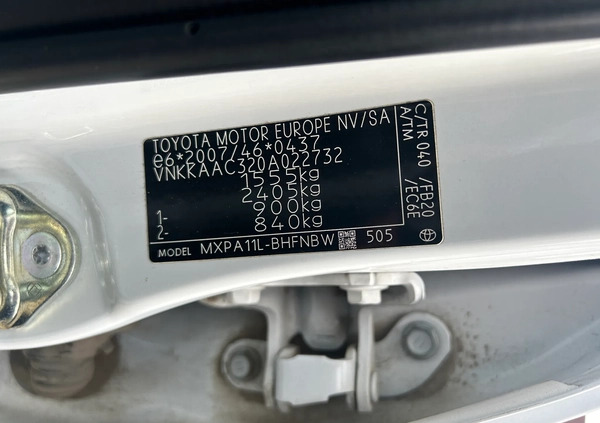 TOYOTA MOTOR EUROPE NV/SA
e6*2007/46*0437
VNKKAAC320A022732
1555kg
2405kg
1- 900kg
2- 840kg
MODEL MXPA11L-BHFNBW 505
C/TR 040 /FB20
A/TM /EC6E